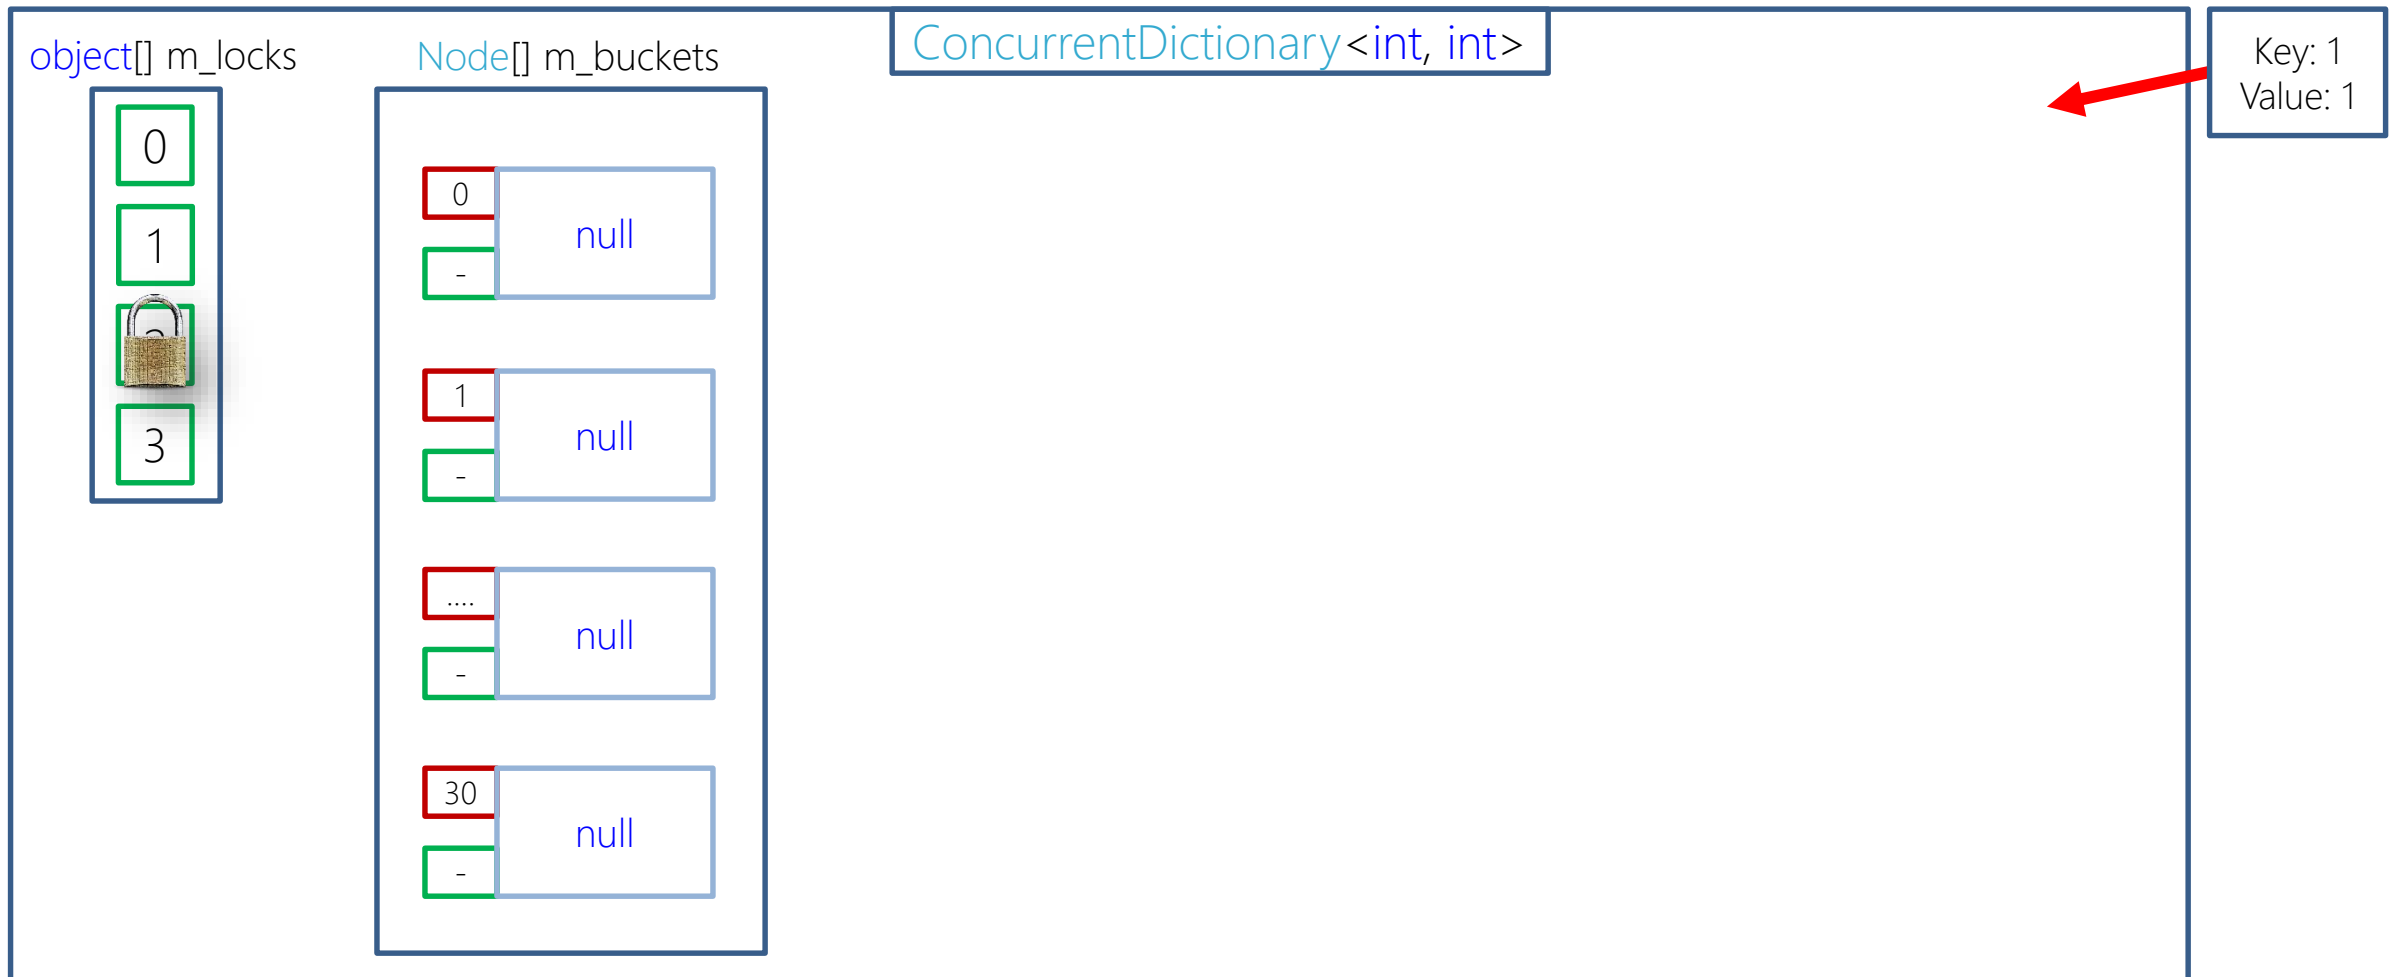 ConcurrentDictionary<int, int>
object[] m_locks
0
1
3
Node[] m_buckets
0
null
-
1
null
-
....
null
-
30
null
-
Key: 1
Value: 1